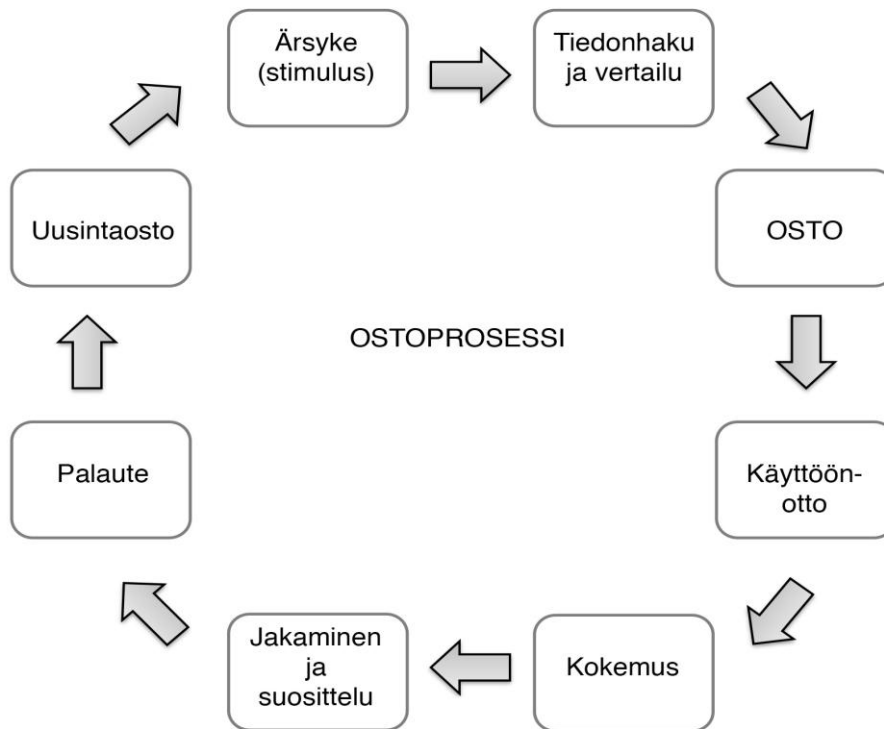 Ärsyke
(stimulus)
Tiedonhaku
ja vertailu
OSTO
Käyttöön-
otto
Kokemus
Jakaminen
ja
suosittelu
Palaute
Uusintaosto
OSTOPROSESSI